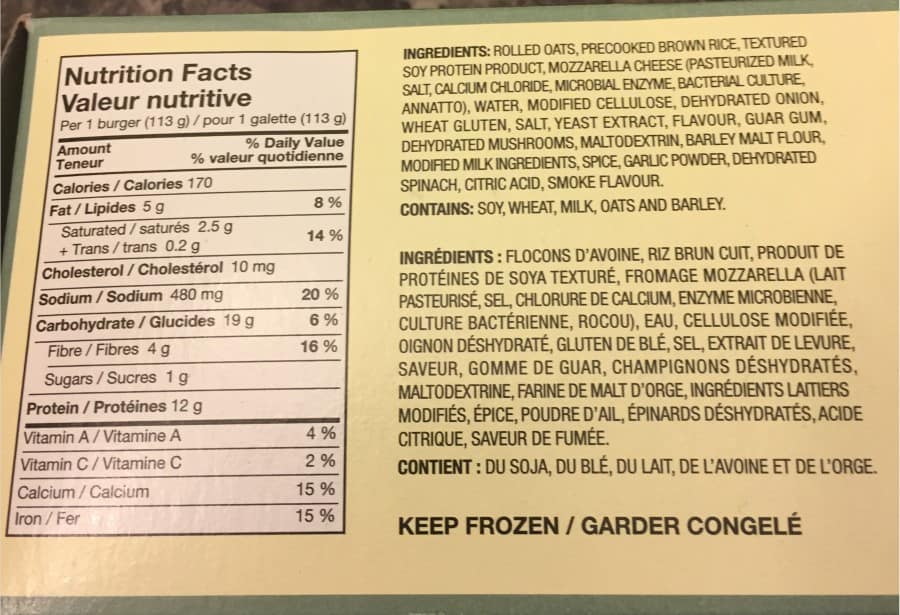 Nutrition Facts
Valeur nutritive
Per 1 burger (113 g) / pour 1 galette (113 g)
Amount % Daily Value
Teneur % valeur quotidienne
Calories / Calories 170
Fat / Lipides 5 g 8 %
Saturated / saturés 2.5 g
+ Trans / trans 0.2 g 14 %
Cholesterol / Cholestérol 10 mg
Sodium / Sodium 480 mg 20 %
Carbohydrate / Glucides 19 g 6 %
Fibre / Fibres 4 g 16 %
Sugars / Sucres 1 g
Protein / Protéines 12 g
Vitamin A / Vitamine A 4 %
Vitamin C / Vitamine C 2 %
Calcium / Calcium 15 %
Iron / Fer 15 %
INGREDIENTS: ROLLED OATS, PRECOOKED BROWN RICE, TEXTURED
SOY PROTEIN PRODUCT, MOZZARELLA CHEESE (PASTEURIZED MILK,
SALT, CALCIUM CHLORIDE, MICROBIAL ENZYME, BACTERIAL CULTURE,
ANNATTO), WATER, MODIFIED CELLULOSE, DEHYDRATED ONION,
WHEAT GLUTEN, SALT, YEAST EXTRACT, FLAVOUR, GUAR GUM,
DEHYDRATED MUSHROOMS, MALTODEXTRIN, BARLEY MALT FLOUR,
MODIFIED MILK INGREDIENTS, SPICE, GARLIC POWDER, DEHYDRATED
SPINACH, CITRIC ACID, SMOKE FLAVOUR.
CONTAINS: SOY, WHEAT, MILK, OATS AND BARLEY.
INGRÉDIENTS : FLOCONS D'AVOINE, RIZ BRUN CUIT, PRODUIT DE
PROTÉINES DE SOYA TEXTURÉ, FROMAGE MOZZARELLA (LAIT
PASTEURISÉ, SEL, CHLORURE DE CALCIUM, ENZYME MICROBIENNE,
CULTURE BACTÉRIENNE, ROCOU), EAU, CELLULOSE MODIFIÉE,
OIGNON DÉSHYDRATÉ, GLUTEN DE BLÉ, SEL, EXTRAIT DE LEVURE,
SAVEUR, GOMME DE GUAR, CHAMPIGNONS DÉSHYDRATÉS,
MALTODEXTRINE, FARINE DE MALT D'ORGE, INGRÉDIENTS LAITIERS
MODIFIÉS, ÉPICE, POUDRE D'AIL, ÉPINARDS DÉSHYDRATÉS, ACIDE
CITRIQUE, SAVEUR DE FUMÉE.
CONTIENT : DU SOJA, DU BLÉ, DU LAIT, DE L'AVOINE ET DE L'ORGE.
KEEP FROZEN / GARDER CONGELÉ